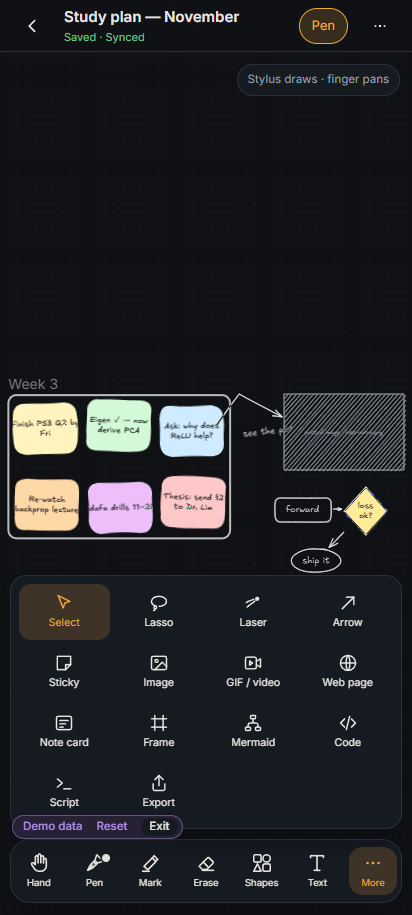 Study plan — November
Saved · Synced
Pen
Stylus draws · finger pans
Week 3
Finish PS3 Q2 by
Fri
Eigen ✓ — now
derive PCA
Ask: why does
ReLU help?
see the
Re-watch
backprop lecture
drills 11–
Thesis: send §2
to Dr. Lim
forward
loss
ok?
ship it
Select
Lasso
Laser
Arrow
Sticky
Image
GIF / video
Web page
Note card
Frame
Mermaid
Code
Script
Export
Demo data
Reset
Exit
Hand
Pen
Mark
Erase
Shapes
Text
More